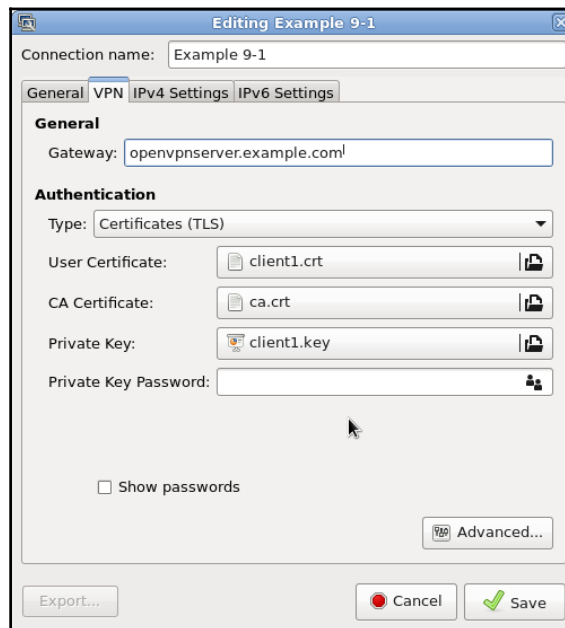 Editing Example 9-1
Connection name: Example 9-1
General VPN IPv4 Settings IPv6 Settings
General
Gateway: openvpnserver.example.com
Authentication
Type: Certificates (TLS)
User Certificate: client1.crt
CA Certificate: ca.crt
Private Key: client1.key
Private Key Password:
Show passwords
Advanced...
Export... Cancel Save